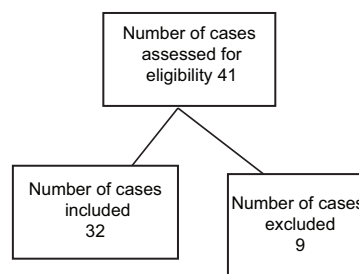 Number of cases
assessed for
eligibility 41
Number of cases
included
32
Number of cases
excluded
9